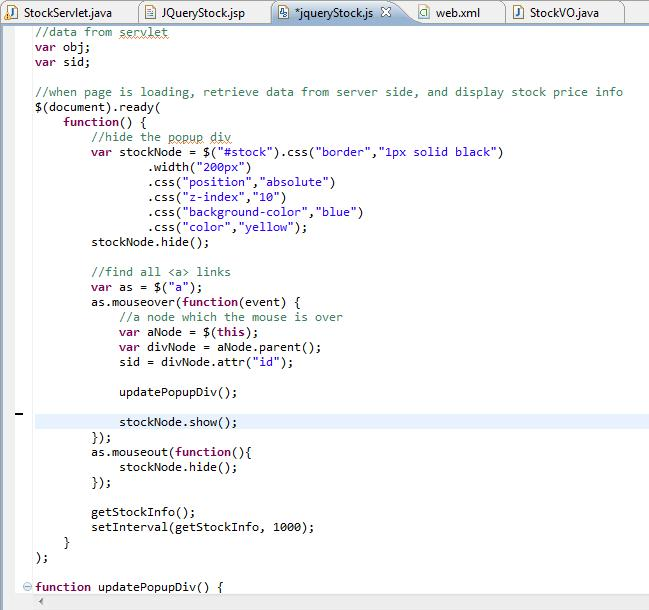 StockServlet.java JQueryStock.jsp *jqueryStock.js web.xml StockVO.java
//data from servlet
var obj;
var sid;
//when page is loading, retrieve data from server side, and display stock price info
$(document).ready(
function() {
//hide the popup div
var stockNode = $("#stock").css("border","1px solid black")
.width("200px")
.css("position","absolute")
.css("z-index","10")
.css("background-color","blue")
.css("color","yellow");
stockNode.hide();
//find all <a> links
var as = $("a");
as.mouseover(function(event) {
//a node which the mouse is over
var aNode = $(this);
var divNode = aNode.parent();
sid = divNode.attr("id");
updatePopupDiv();
stockNode.show();
});
as.mouseout(function(){
stockNode.hide();
});
getStockInfo();
setInterval(getStockInfo, 1000);
}
);
function updatePopupDiv() {